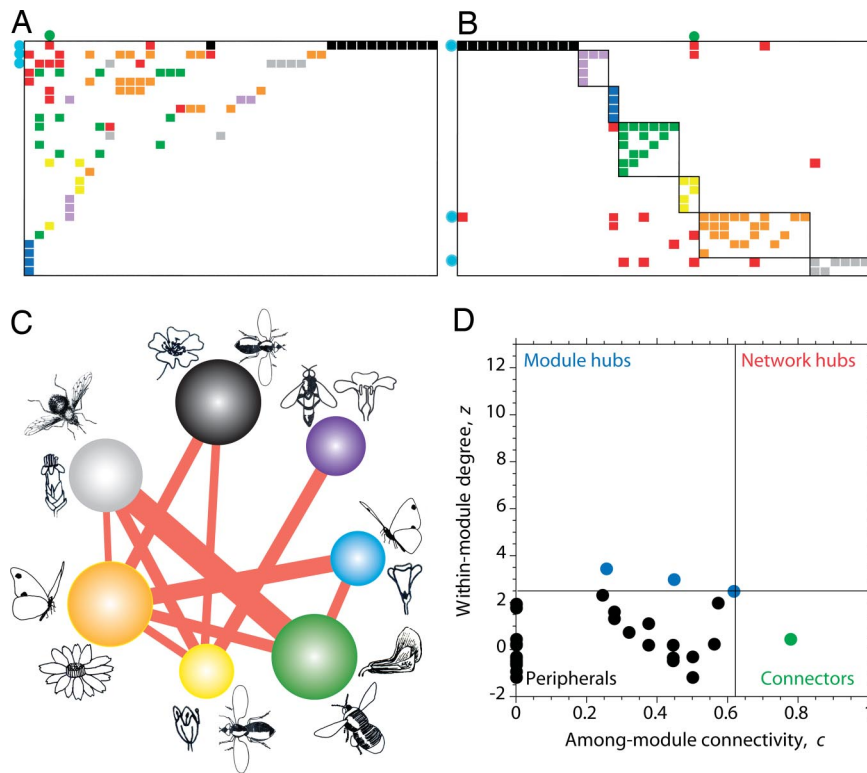 A
B
C
D
Module hubs
Network hubs
Within-module degree, z
12
10
8
6
4
2
0
-2
Peripherals
Connectors
0
0.2
0.4
0.6
0.8
Among-module connectivity, c